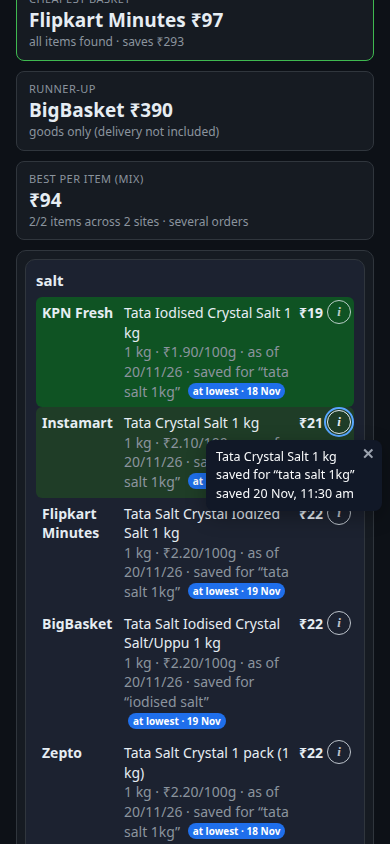 CHEAPEST BASKET
Flipkart Minutes ₹97
all items found · saves ₹293
RUNNER-UP
BigBasket ₹390
goods only (delivery not included)
BEST PER ITEM (MIX)
₹94
2/2 items across 2 sites · several orders
salt
KPN Fresh Tata Iodised Crystal Salt 1 ₹19 i
kg
1 kg · ₹1.90/100g · as of
20/11/26 · saved for “tata
salt 1kg” at lowest · 18 Nov
Instamart Tata Crystal Salt 1 kg ₹21 i
1 kg · ₹2.10/100g · as of
20/11/26 · sa
salt 1kg” at
Tata Crystal Salt 1 kg ✕
saved for “tata salt 1kg”
saved 20 Nov, 11:30 am
Flipkart Tata Salt Crystal Iodized ₹22 i
Minutes Salt 1 kg
1 kg · ₹2.20/100g · as of
20/11/26 · saved for “tata
salt 1kg” at lowest · 19 Nov
BigBasket Tata Salt Iodised Crystal ₹22 i
Salt/Uppu 1 kg
1 kg · ₹2.20/100g · as of
20/11/26 · saved for
“iodised salt”
at lowest · 19 Nov
Zepto Tata Salt Crystal 1 pack (1 ₹22 i
kg)
1 kg · ₹2.20/100g · as of
20/11/26 · saved for “tata
salt 1kg” at lowest · 18 Nov